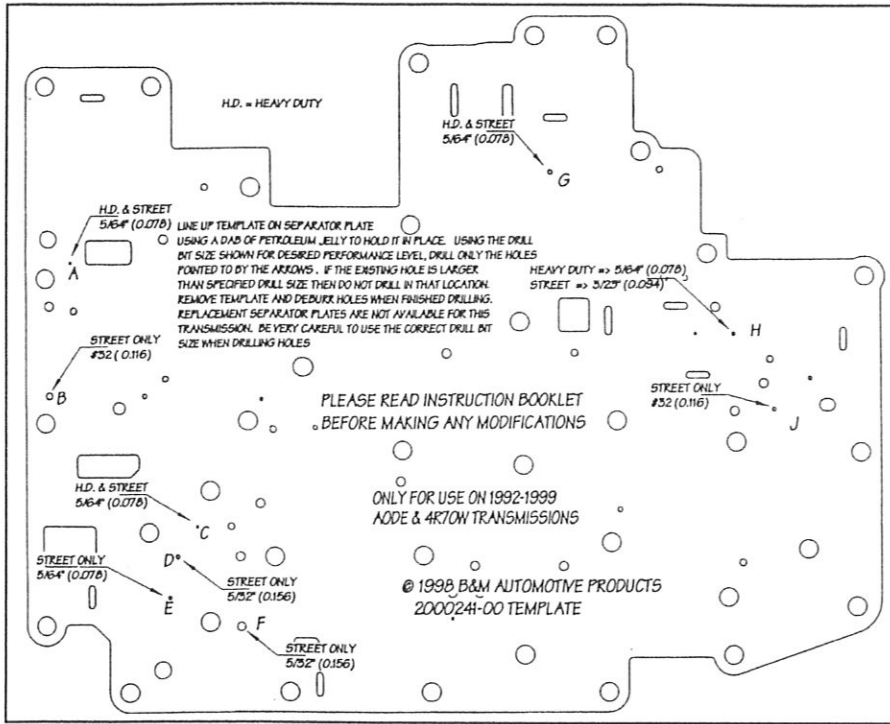 H.D. = HEAVY DUTY
H.D. & STREET
5/64" (0.078)
G
H.D. & STREET
5/64" (0.078)
A
LINE UP TEMPLATE ON SEPARATOR PLATE
USING A DAB OF PETROLEUM JELLY TO HOLD IT IN PLACE. USING THE DRILL
BIT SIZE SHOWN FOR DESIRED PERFORMANCE LEVEL, DRILL ONLY THE HOLES
POINTED TO BY THE ARROWS. IF THE EXISTING HOLE IS LARGER
THAN SPECIFIED DRILL SIZE THEN DO NOT DRILL IN THAT LOCATION.
REMOVE TEMPLATE AND DEBURR HOLES WHEN FINISHED DRILLING.
REPLACEMENT SEPARATOR PLATES ARE NOT AVAILABLE FOR THIS
TRANSMISSION. BE VERY CAREFUL TO USE THE CORRECT DRILL BIT
SIZE WHEN DRILLING HOLES
HEAVY DUTY => 5/64" (0.078)
STREET => (0.094)
H
STREET ONLY
#32 (0.116)
B
STREET ONLY
#32 (0.116)
J
PLEASE READ INSTRUCTION BOOKLET
BEFORE MAKING ANY MODIFICATIONS
H.D. & STREET
5/64" (0.078)
C
ONLY FOR USE ON 1992-1999
AODE & 4R70W TRANSMISSIONS
STREET ONLY
5/64" (0.078)
D
E
STREET ONLY
5/32" (0.156)
F
STREET ONLY
5/32" (0.156)
© 1998 B&M AUTOMOTIVE PRODUCTS
2000241-00 TEMPLATE